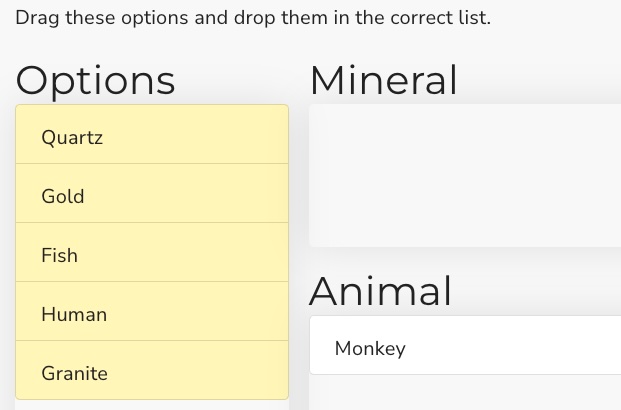 Drag these options and drop them in the correct list.
Options
Quartz
Gold
Fish
Human
Granite
Mineral
Animal
Monkey